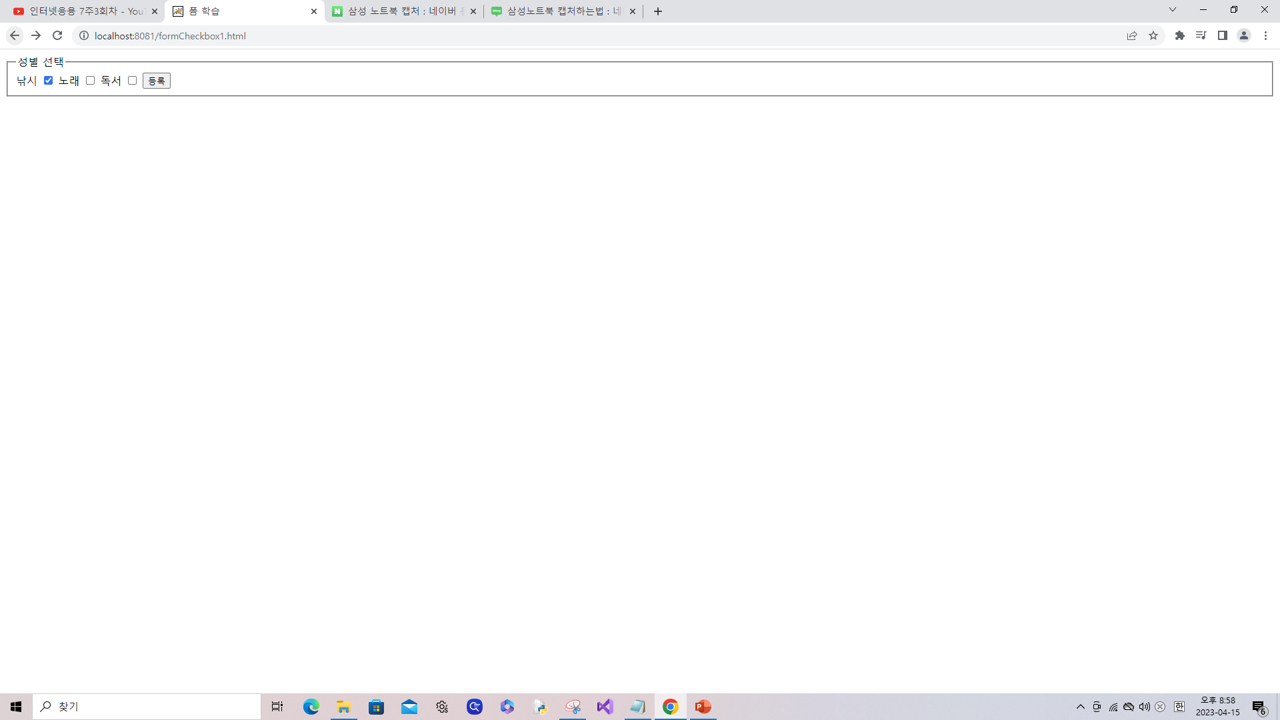 인터넷응용 7주3회차 - You
폼 학습
삼성 노트북 캡처 : 네이버
삼성노트북 캡처하는법 : 네
localhost:8081/formCheckbox1.html
성별 선택
낚시 노래 독서 등록
찾기
오후 8:58
2023-04-15